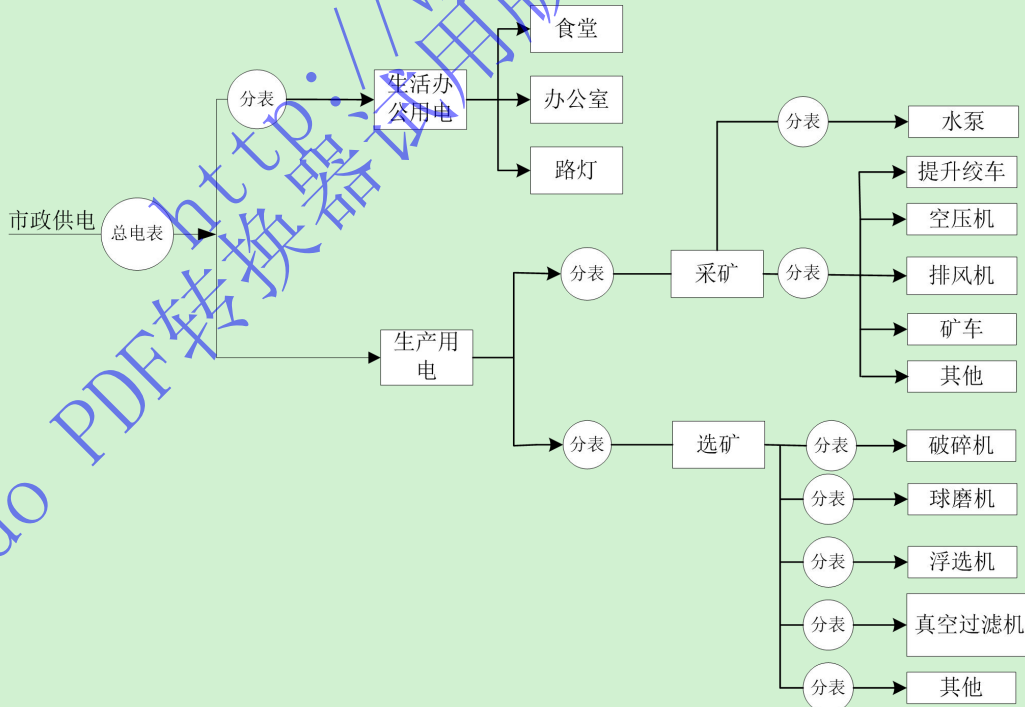 食堂
分表
生活办
公用电
办公室
路灯
市政供电
总电表
生产用
电
分表
采矿
分表
水泵
分表
提升绞车
空压机
排风机
矿车
其他
分表
选矿
分表
破碎机
分表
球磨机
分表
浮选机
分表
真空过滤机
分表
其他
http://w
PDF转换器试用版